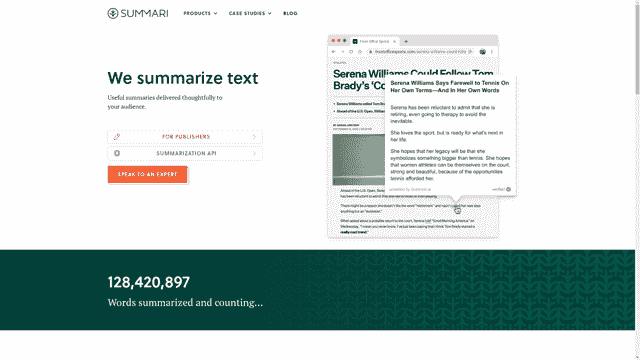 SUMMARI
PRODUCTS
CASE STUDIES
BLOG
We summarize text
Useful summaries delivered thoughtfully to
your audience.
FOR PUBLISHERS
SUMMARIZATION API
SPEAK TO AN EXPERT
Serena Williams Could Follow Tom
Brady's
Serena Williams Says Farewell to Tennis On
Her Own Terms—And In Her Own Words
Serena has been reluctant to admit that she is
retiring, even going to therapy to avoid the
inevitable.
She loves the sport, but is ready for what's next in
her life.
She hopes that her legacy will be that she
symbolizes something bigger than tennis. She hopes
that women athletes can be themselves on the court,
strong and beautiful, because of the opportunities
tennis afforded her.
verified
128,420,897
Words summarized and counting...